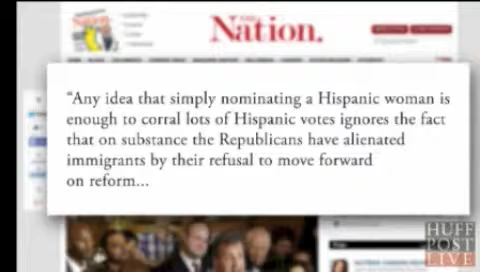 THE
Nation.
“Any idea that simply nominating a Hispanic woman is
enough to corral lots of Hispanic votes ignores the fact
that on substance the Republicans have alienated
immigrants by their refusal to move forward
on reform...
HUFF
POST
LIVE